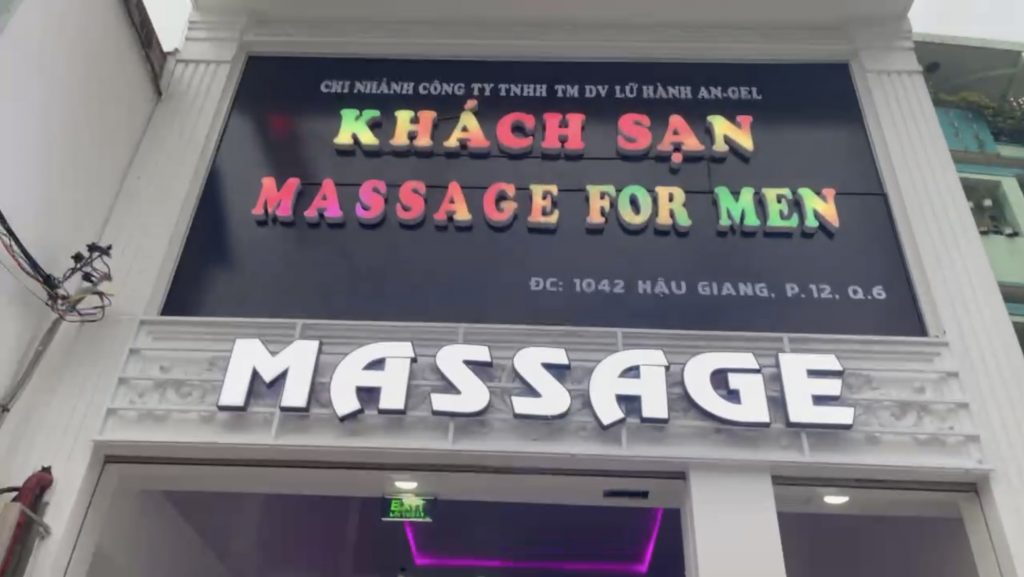 CHI NHÁNH CÔNG TY TNHH TM DV LỮ HÀNH AN-GEL
KHÁCH SẠN
MASSAGE FOR MEN
ĐC: 1042 HẬU GIANG, P.12, Q.6
MASSAGE
EXIT